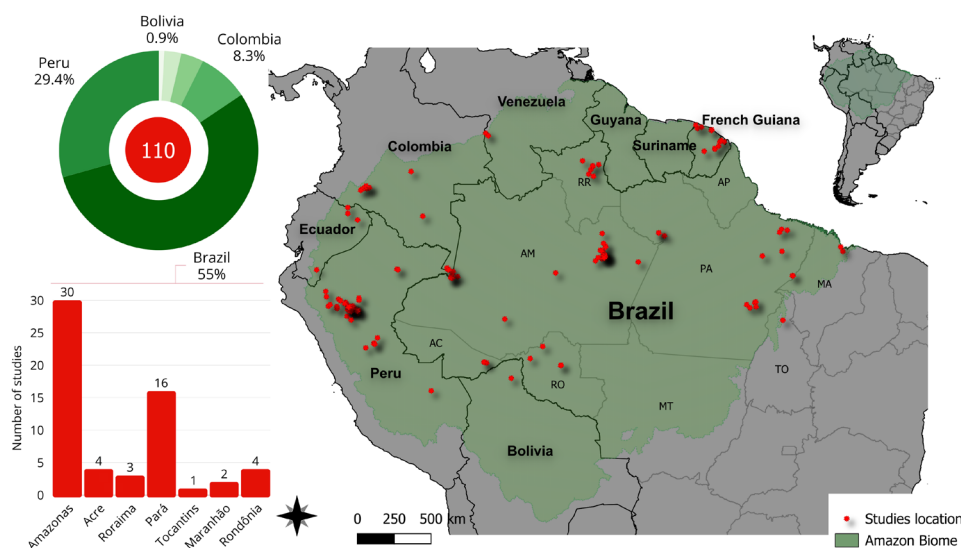 Bolivia
0.9%
Colombia
8.3%
Peru
29.4%
110
Brazil
55%
Number of studies
30
25
20
15
10
5
0
30
4
3
16
1
2
4
Amazonas
Acre
Roraima
Pará
Tocantins
Maranhão
Rondônia
Venezuela
Guyana
French Guiana
Suriname
Colombia
RR
AP
Ecuador
AM
PA
MA
Brazil
AC
Peru
RO
TO
MT
Bolivia
0 250 500 km
Studies location
Amazon Biome